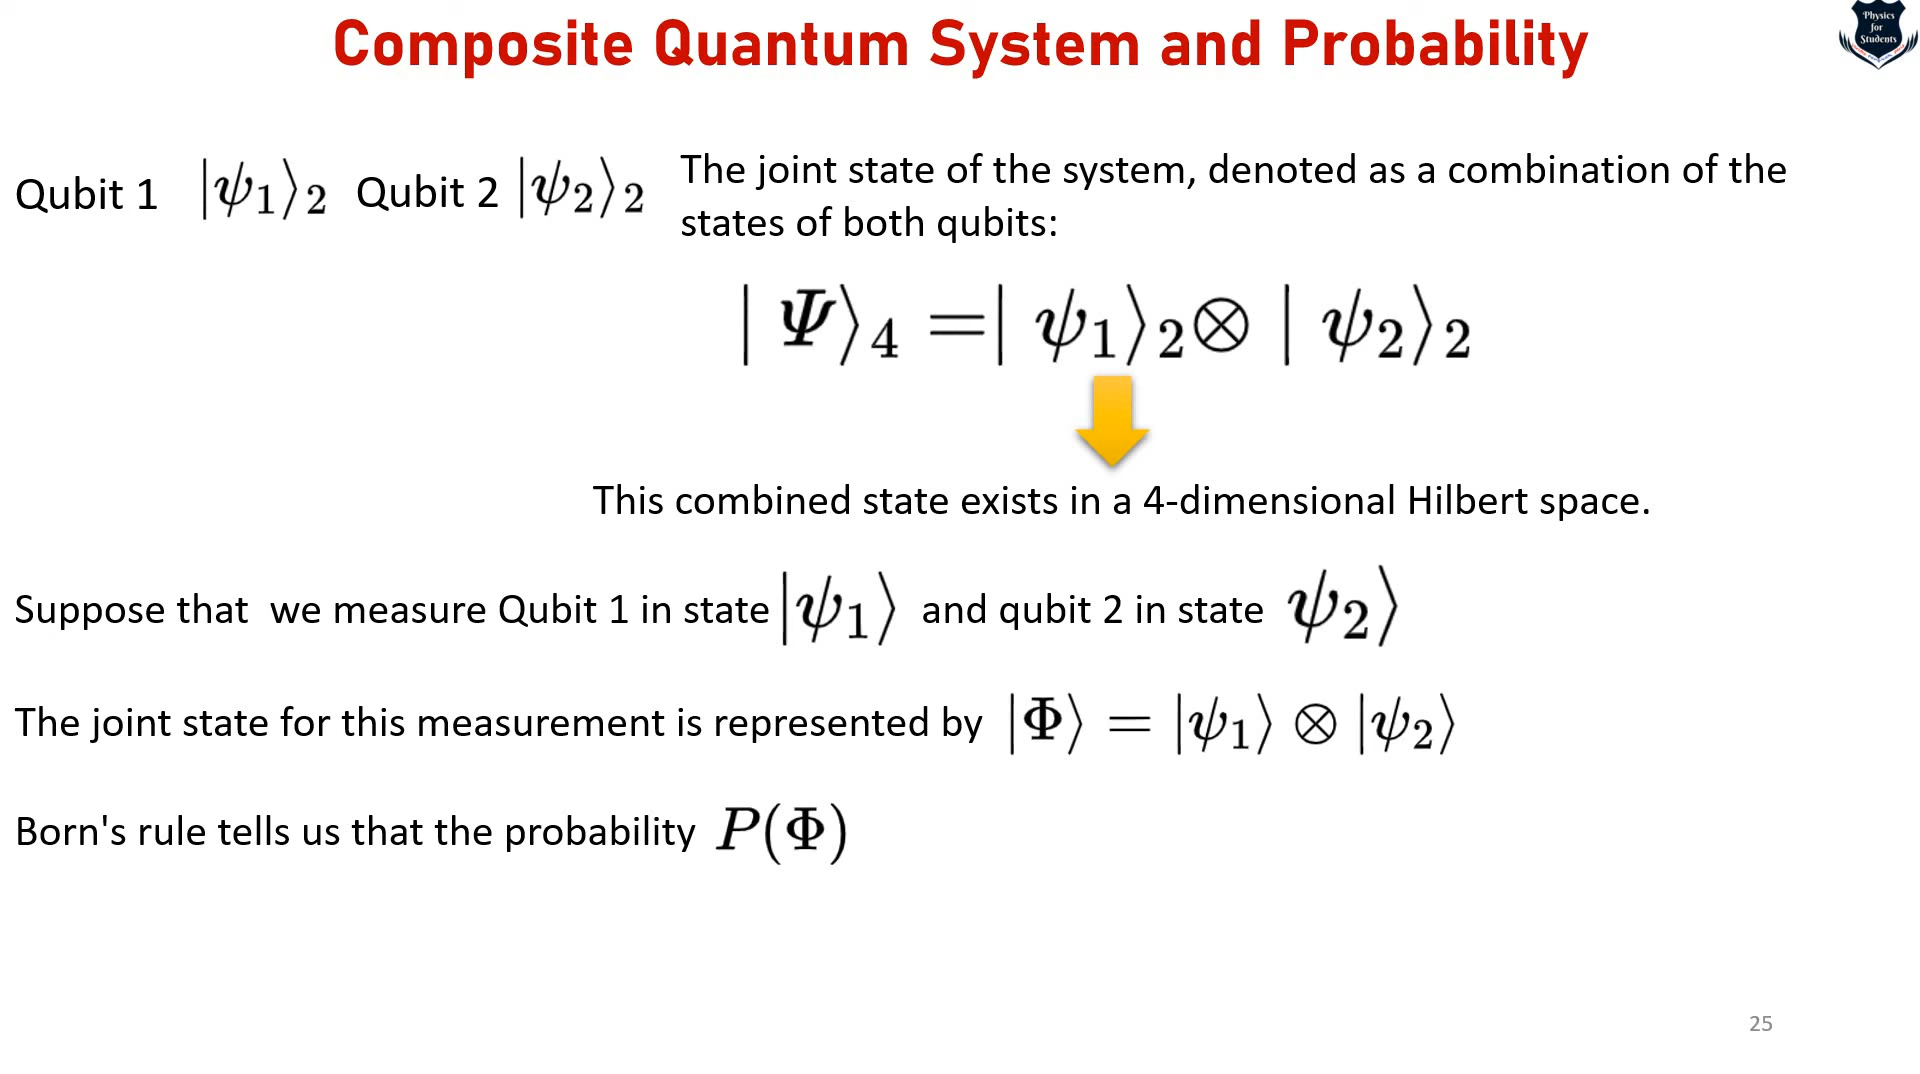 Composite Quantum System and Probability
Physics
for
Students
Qubit 1 |ψ₁⟩₂ Qubit 2 |ψ₂⟩₂ The joint state of the system, denoted as a combination of the
states of both qubits:
| Ψ⟩₄ =| ψ₁⟩₂⊗ | ψ₂⟩₂
This combined state exists in a 4-dimensional Hilbert space.
Suppose that we measure Qubit 1 in state |ψ₁⟩ and qubit 2 in state ψ₂⟩
The joint state for this measurement is represented by |Φ⟩ = |ψ₁⟩ ⊗ |ψ₂⟩
Born's rule tells us that the probability P(Φ)
25